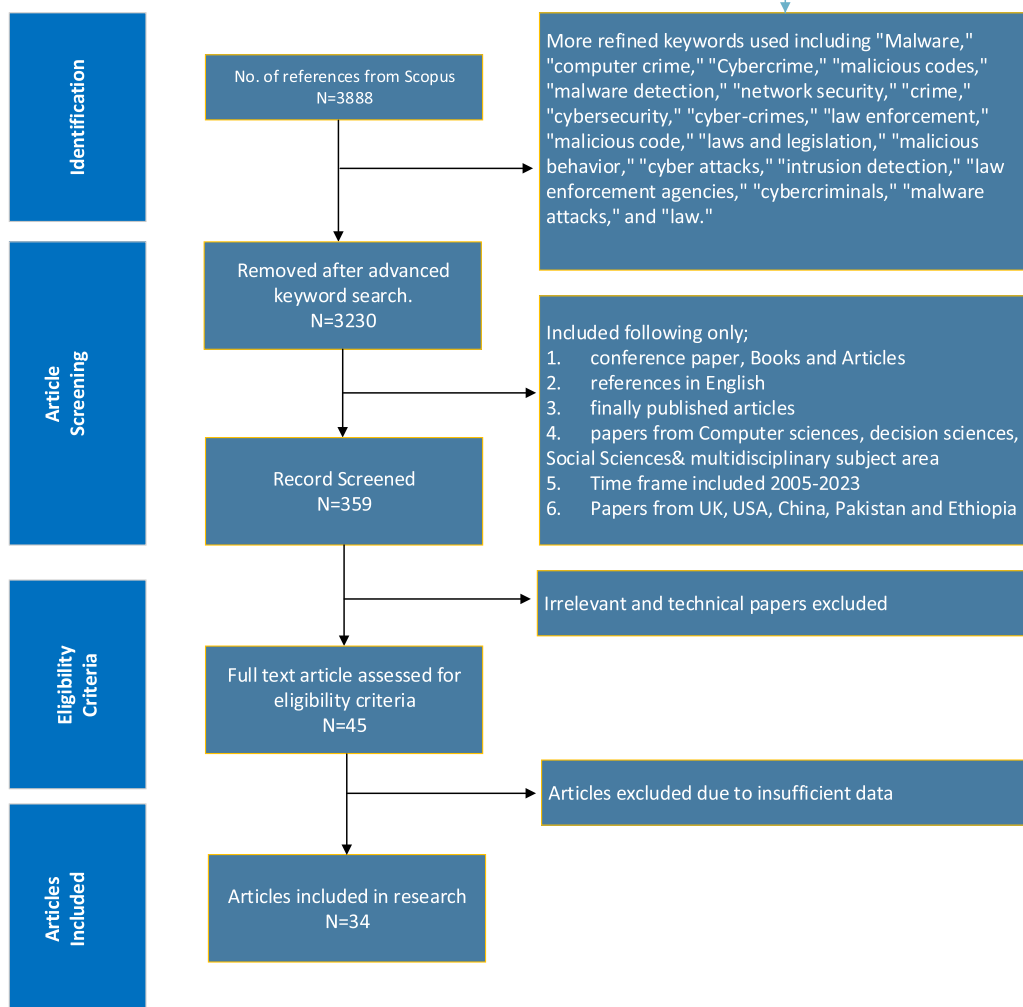 Identification
No. of references from Scopus
N=3888
More refined keywords used including "Malware,"
"computer crime," "Cybercrime," "malicious codes,"
"malware detection," "network security," "crime,"
"cybersecurity," "cyber-crimes," "law enforcement,"
"malicious code," "laws and legislation," "malicious
behavior," "cyber attacks," "intrusion detection," "law
enforcement agencies," "cybercriminals," "malware
attacks," and "law."
Article
Screening
Removed after advanced
keyword search.
N=3230
Included following only;
1. conference paper, Books and Articles
2. references in English
3. finally published articles
4. papers from Computer sciences, decision sciences,
Social Sciences& multidisciplinary subject area
5. Time frame included 2005-2023
6. Papers from UK, USA, China, Pakistan and Ethiopia
Record Screened
N=359
Eligibility
Criteria
Irrelevant and technical papers excluded
Full text article assessed for
eligibility criteria
N=45
Articles excluded due to insufficient data
Articles
Included
Articles included in research
N=34